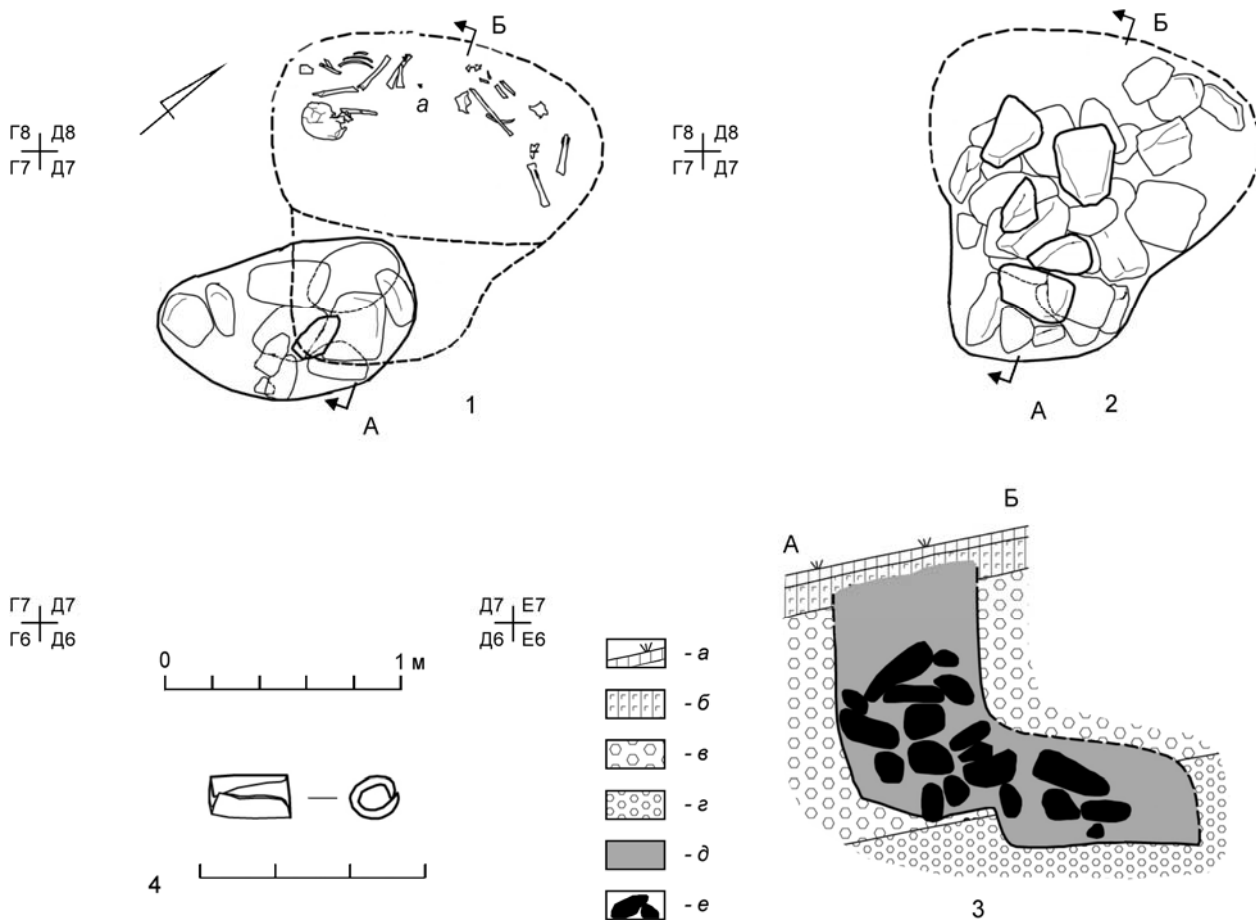 Б
а
Г8 Д8
Г7 Д7
А
1
Б
Г8 Д8
Г7 Д7
А
2
Г7 Д7
Г6 Д6
Д7 Е7
Д6 Е6
0 1 м
4
- а
- б
- в
- г
- д
- е
А
Б
3